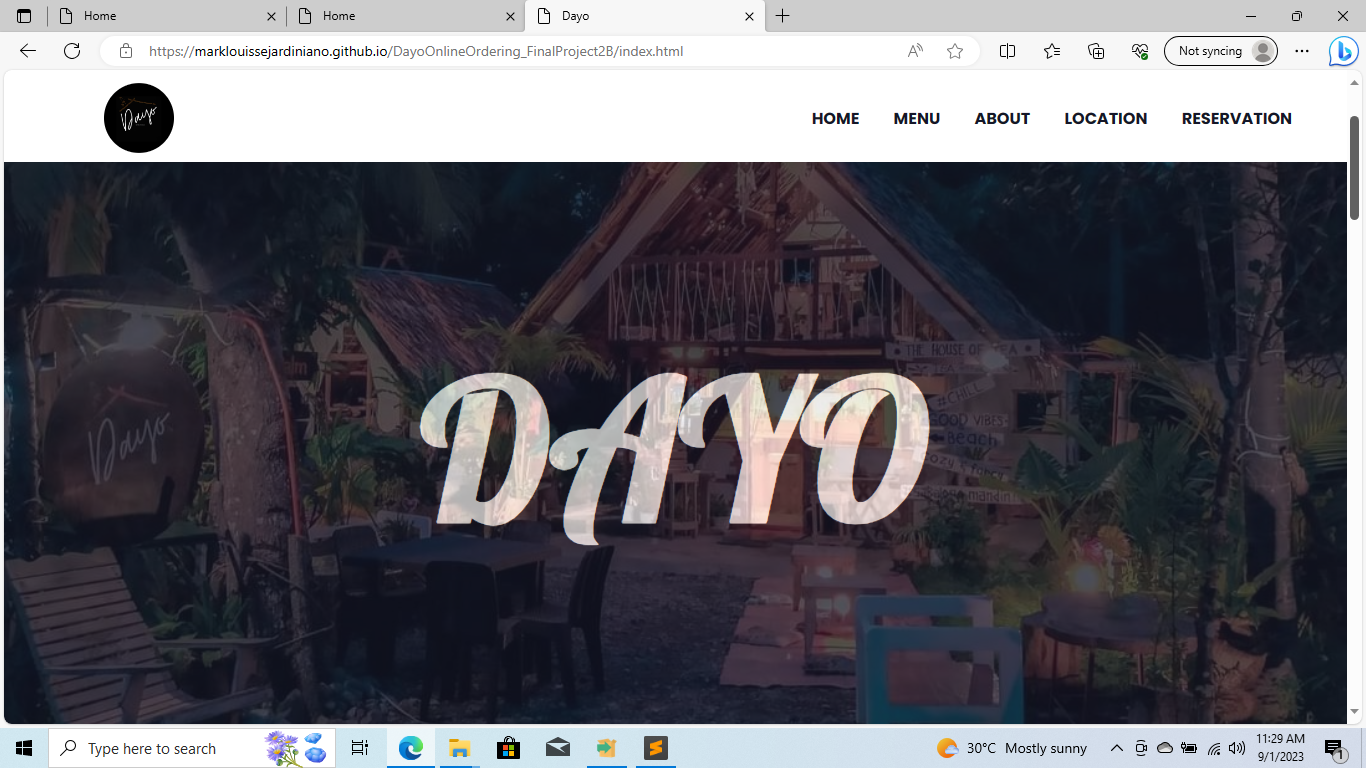 Home
Home
Dayo
https://marklouissejardiniano.github.io/DayoOnlineOrdering_FinalProject2B/index.html
Not syncing
Dayo
HOME MENU ABOUT LOCATION RESERVATION
THE HOUSE OF TEA
#CHILL
GOOD VIBES
Beach
Dayo
DAYO
Type here to search
30°C Mostly sunny
11:29 AM
9/1/2023
1